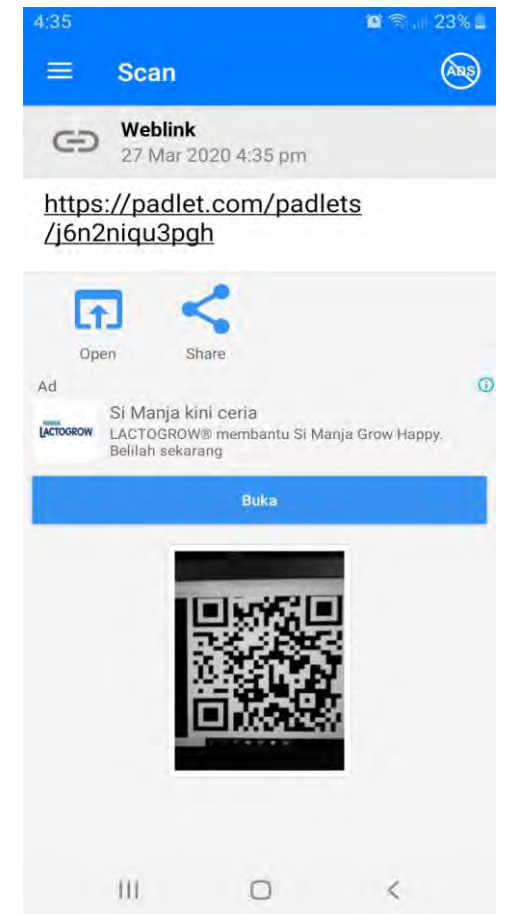 4:35 23%
Scan ADS
Weblink
27 Mar 2020 4:35 pm
https://padlet.com/padlets
/j6n2niqu3pgh
Open Share
Ad
Si Manja kini ceria
LACTOGROW LACTOGROW® membantu Si Manja Grow Happy.
Belilah sekarang
Buka